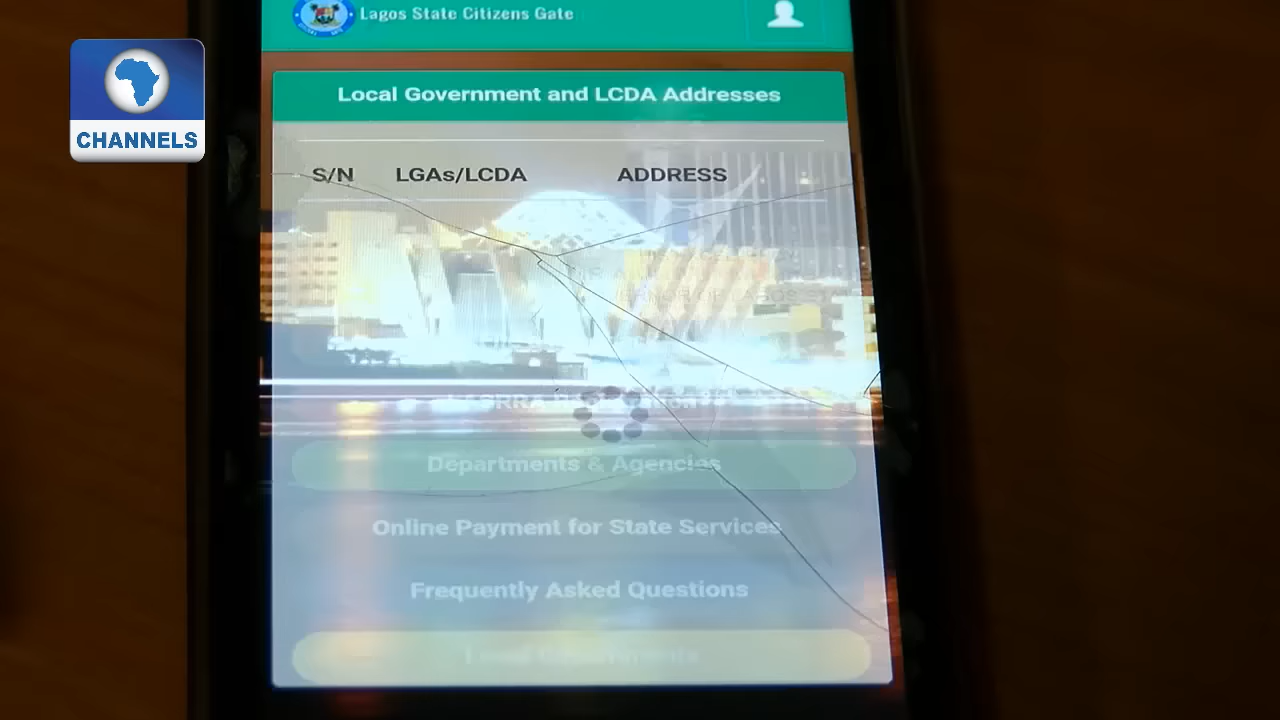 Lagos State Citizens Gate
CHANNELS
Local Government and LCDA Addresses
S/N LGAs/LCDA ADDRESS
Departments & Agencies
Online Payment for State Services
Frequently Asked Questions